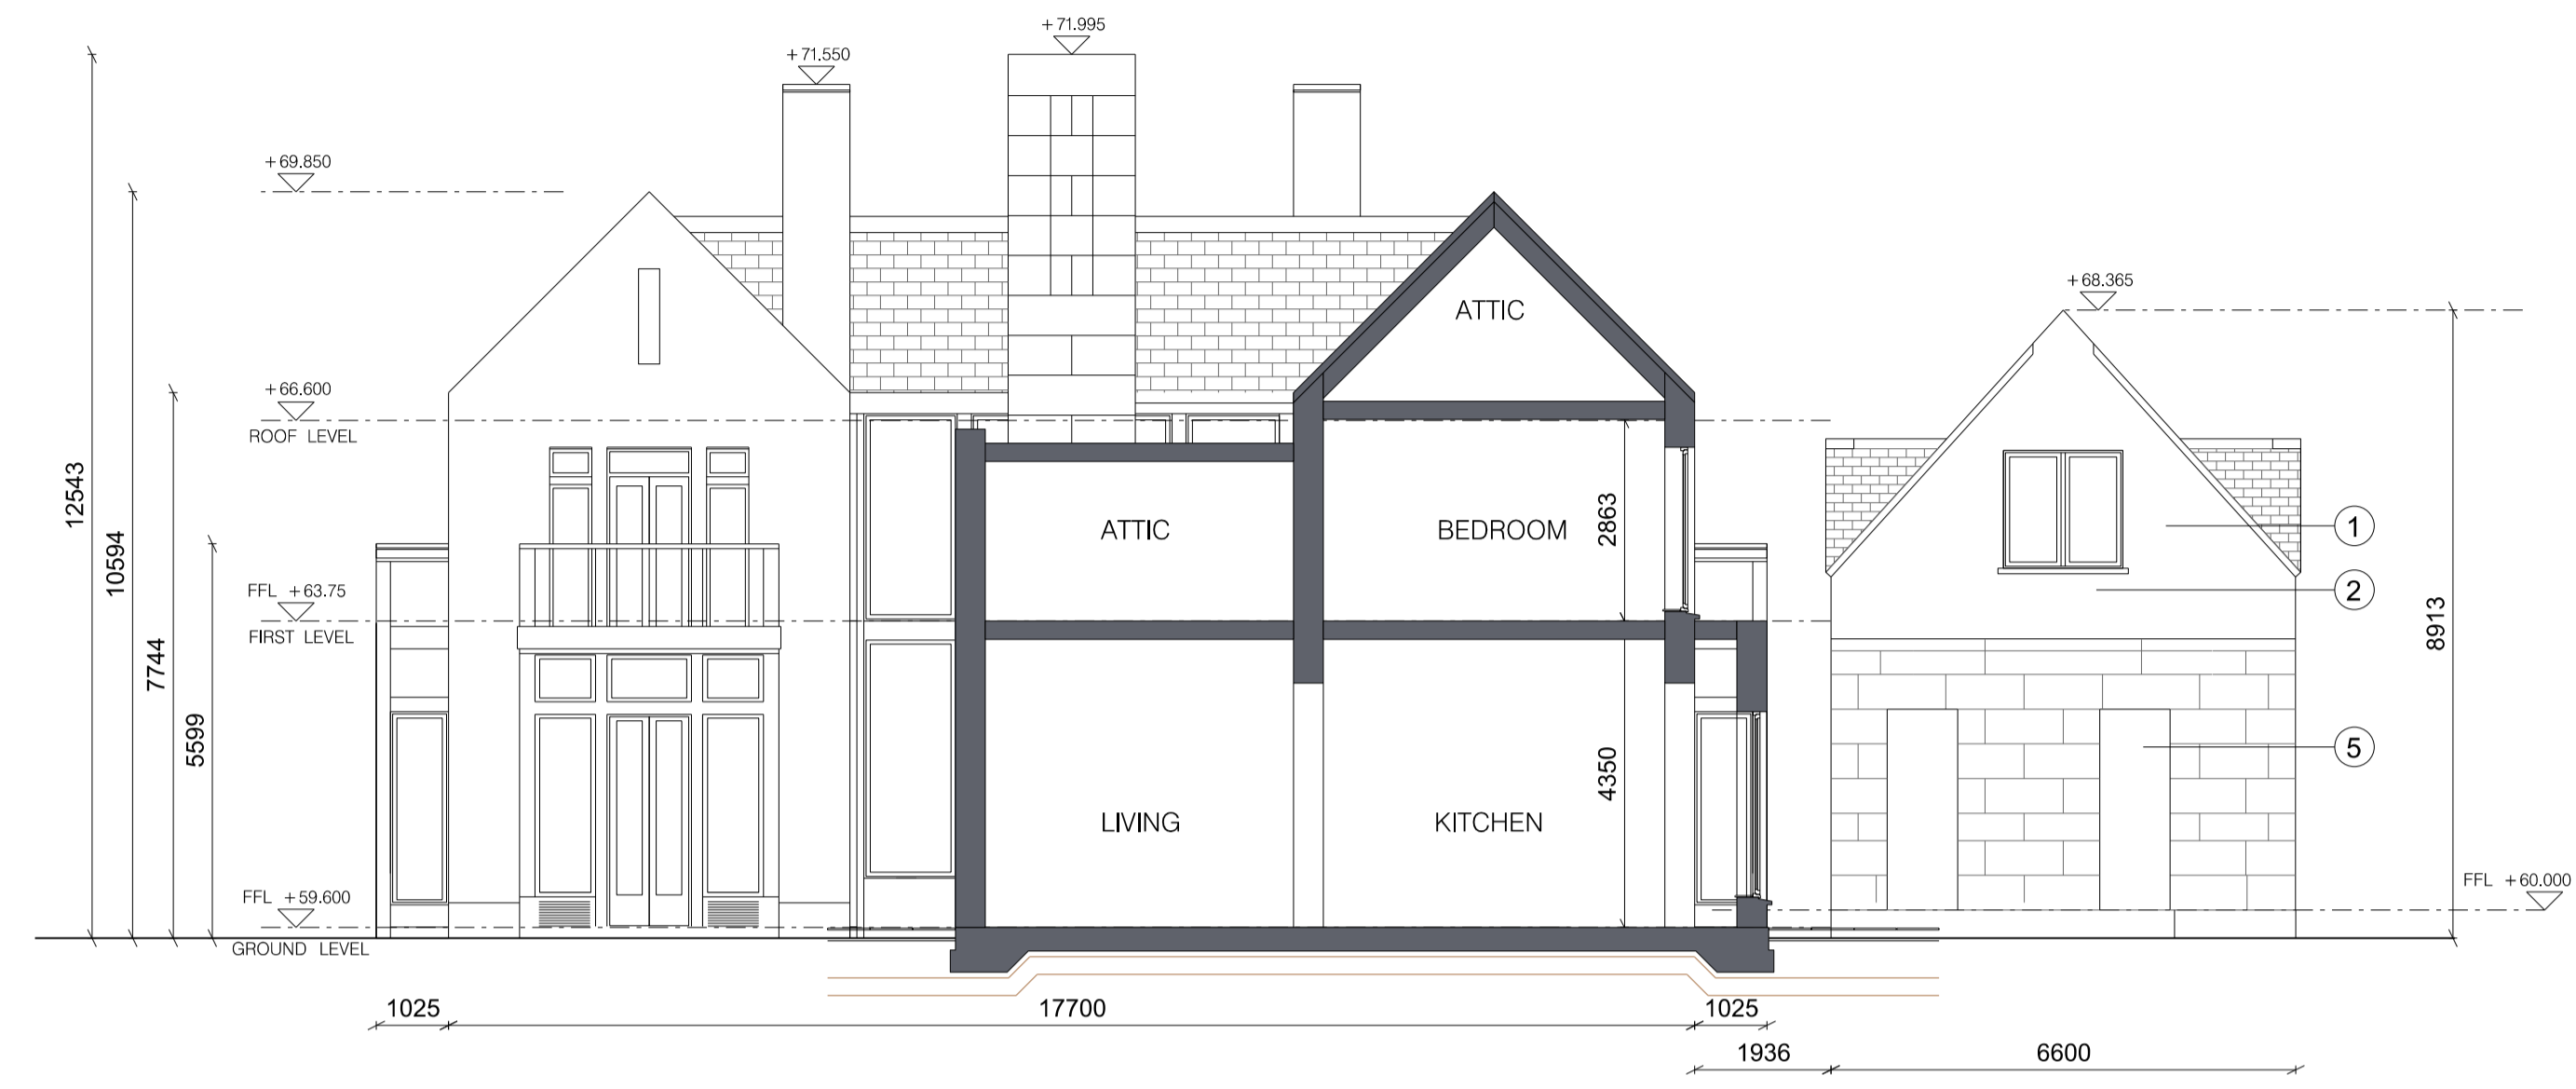 +71.995
+71.550
+69.850
+68.365
+66.600
ROOF LEVEL
ATTIC
12543
10594
7744
5599
ATTIC
BEDROOM
2863
1
2
8913
FFL +63.75
FIRST LEVEL
4350
5
LIVING
KITCHEN
FFL +59.600
GROUND LEVEL
FFL +60.000
1025
17700
1025
1936
6600